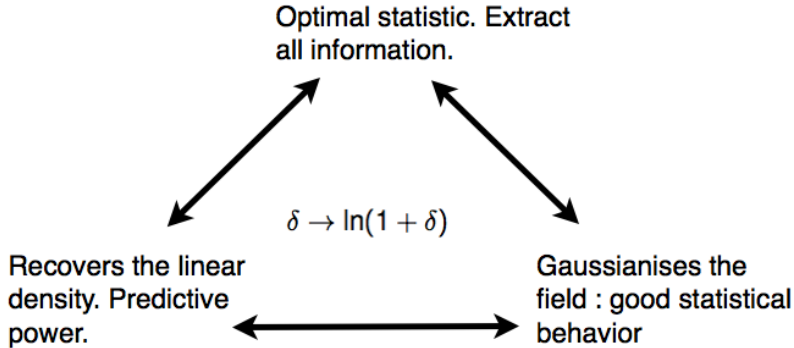 Optimal statistic. Extract
all information.
δ → ln(1 + δ)
Recovers the linear
density. Predictive
power.
Gaussianises the
field : good statistical
behavior